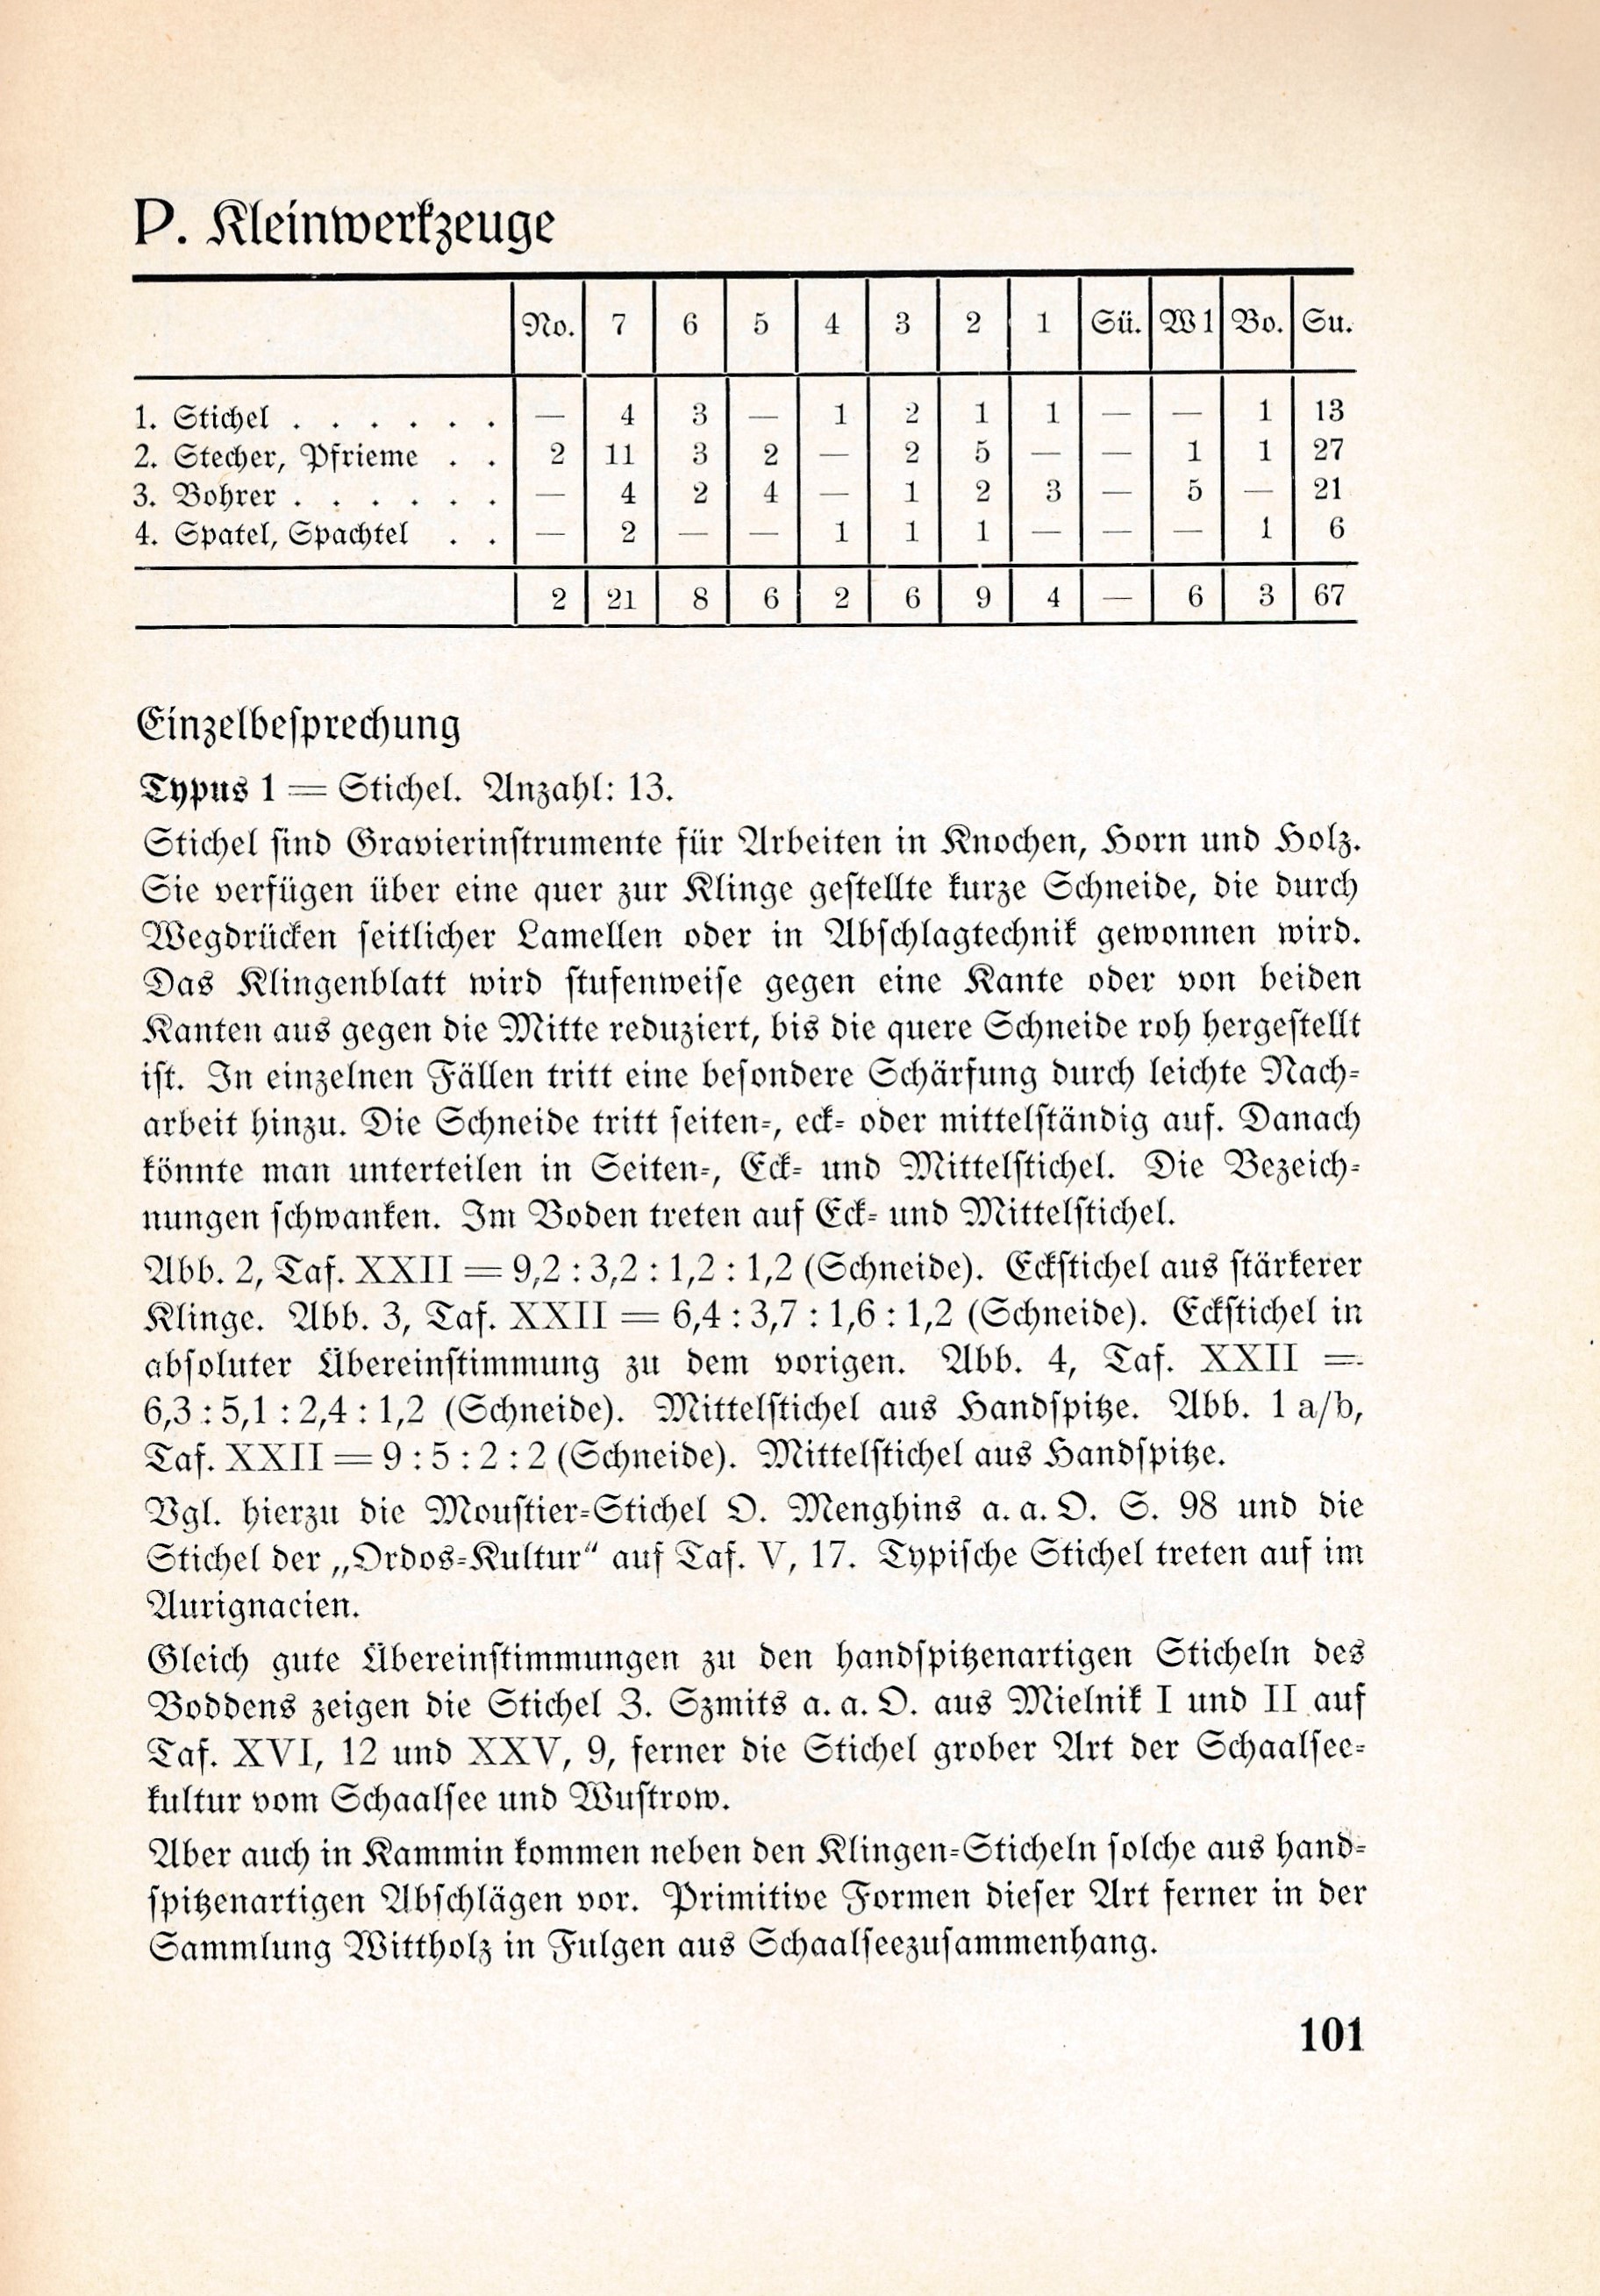 P. Kleinwerkzeuge
No. 7 6 5 4 3 2 1 Sü. W 1 Bo. Su.
1. Stichel . . . . . . — 4 3 — 1 2 1 1 — — 1 13
2. Stecher, Pfrieme . . 2 11 3 2 — 2 5 — — 1 1 27
3. Bohrer . . . . . . — 4 2 4 — 1 2 3 — 5 — 21
4. Spatel, Spachtel . . — 2 — — 1 1 1 — — — 1 6
2 21 8 6 2 6 9 4 — 6 3 67
Einzelbesprechung
Typus 1 = Stichel. Anzahl: 13.
Stichel sind Gravierinstrumente für Arbeiten in Knochen, Horn und Holz.
Sie verfügen über eine quer zur Klinge gestellte kurze Schneide, die durch
Wegdrücken seitlicher Lamellen oder in Abschlagtechnik gewonnen wird.
Das Klingenblatt wird stufenweise gegen eine Kante oder von beiden
Kanten aus gegen die Mitte reduziert, bis die quere Schneide roh hergestellt
ist. In einzelnen Fällen tritt eine besondere Schärfung durch leichte Nach-
arbeit hinzu. Die Schneide tritt seiten-, eck- oder mittelständig auf. Danach
könnte man unterteilen in Seiten-, Eck- und Mittelstichel. Die Bezeich-
nungen schwanken. Im Boden treten auf Eck- und Mittelstichel.
Abb. 2, Taf. XXII = 9,2 : 3,2 : 1,2 : 1,2 (Schneide). Eckstichel aus stärkerer
Klinge. Abb. 3, Taf. XXII = 6,4 : 3,7 : 1,6 : 1,2 (Schneide). Eckstichel in
absoluter Übereinstimmung zu dem vorigen. Abb. 4, Taf. XXII =
6,3 : 5,1 : 2,4 : 1,2 (Schneide). Mittelstichel aus Handspitze. Abb. 1 a/b,
Taf. XXII = 9 : 5 : 2 : 2 (Schneide). Mittelstichel aus Handspitze.
Vgl. hierzu die Moustier-Stichel O. Menghins a. a. O. S. 98 und die
Stichel der „Ordos-Kultur“ auf Taf. V, 17. Typische Stichel treten auf im
Aurignacien.
Gleich gute Übereinstimmungen zu den handspitzenartigen Sticheln des
Boddens zeigen die Stichel Z. Szmits a. a. O. aus Mielnik I und II auf
Taf. XVI, 12 und XXV, 9, ferner die Stichel grober Art der Schaalsee-
kultur vom Schaalsee und Wustrow.
Aber auch in Kammin kommen neben den Klingen-Sticheln solche aus hand-
spitzenartigen Abschlägen vor. Primitive Formen dieser Art ferner in der
Sammlung Wittholz in Fulgen aus Schaalseezusammenhang.
101